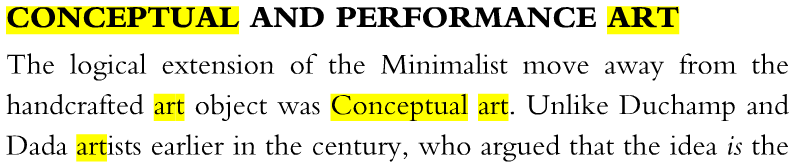 CONCEPTUAL AND PERFORMANCE ART
The logical extension of the Minimalist move away from the
handcrafted art object was Conceptual art. Unlike Duchamp and
Dada artists earlier in the century, who argued that the idea is the